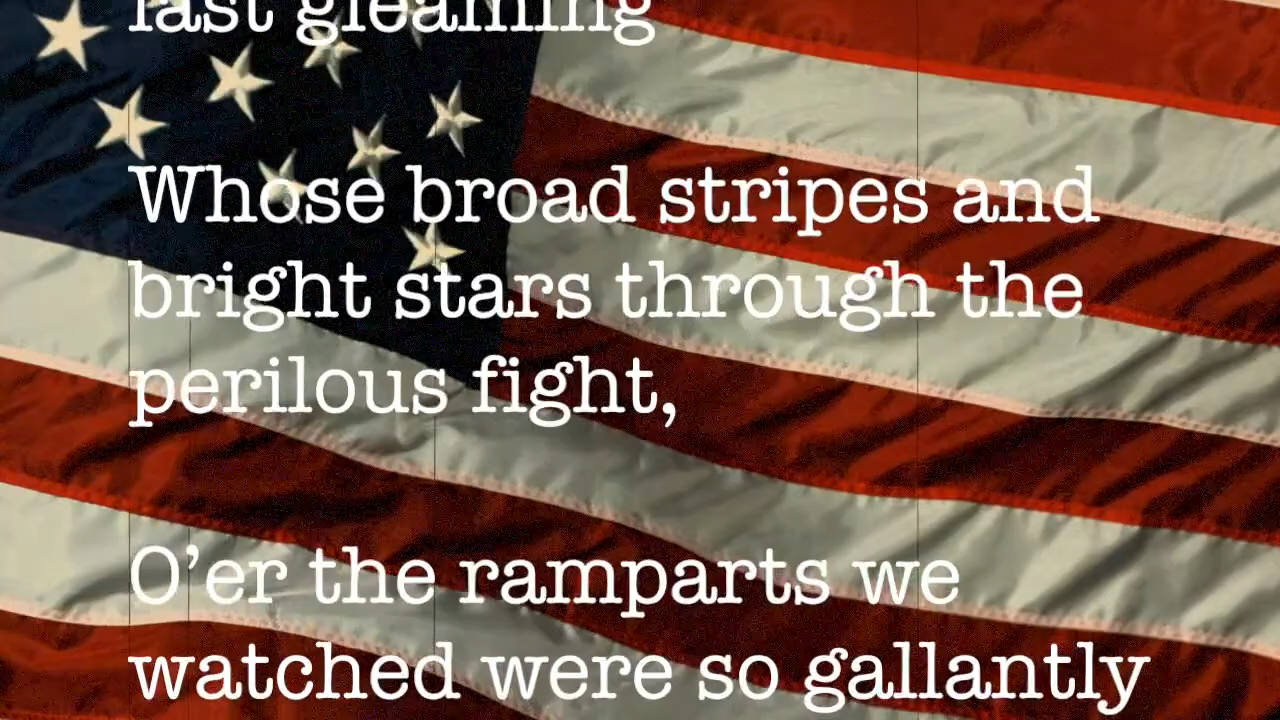 last gleaming
Whose broad stripes and
bright stars through the
perilous fight,
O’er the ramparts we
watched were so gallantly